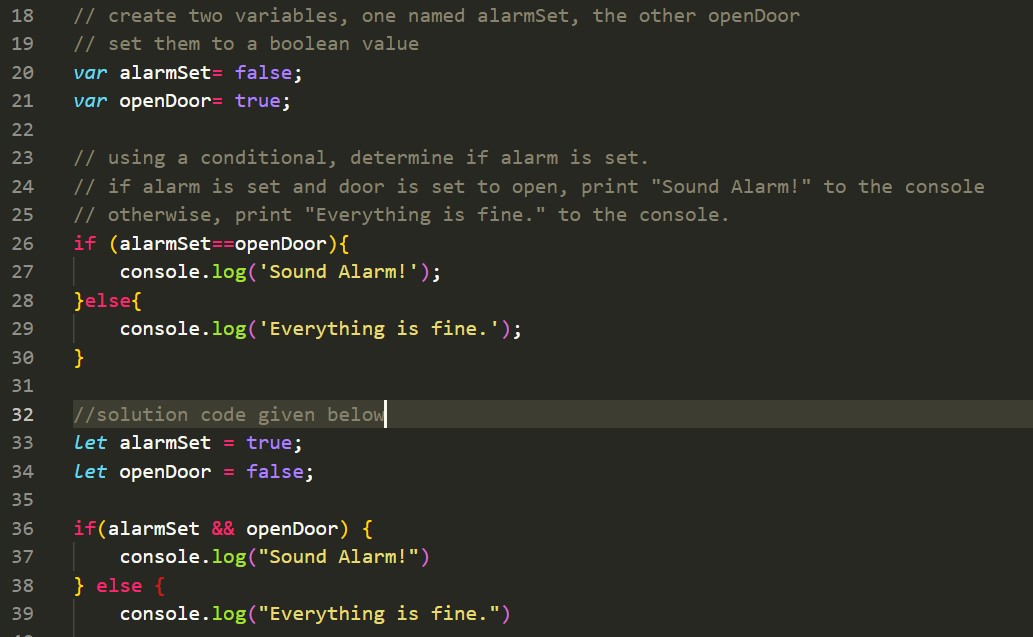 18 // create two variables, one named alarmSet, the other openDoor
19 // set them to a boolean value
20 var alarmSet= false;
21 var openDoor= true;
22
23 // using a conditional, determine if alarm is set.
24 // if alarm is set and door is set to open, print "Sound Alarm!" to the console
25 // otherwise, print "Everything is fine." to the console.
26 if (alarmSet==openDoor){
27     console.log('Sound Alarm!');
28 }else{
29     console.log('Everything is fine.');
30 }
31
32 //solution code given below
33 let alarmSet = true;
34 let openDoor = false;
35
36 if(alarmSet && openDoor) {
37     console.log("Sound Alarm!")
38 } else {
39     console.log("Everything is fine.")